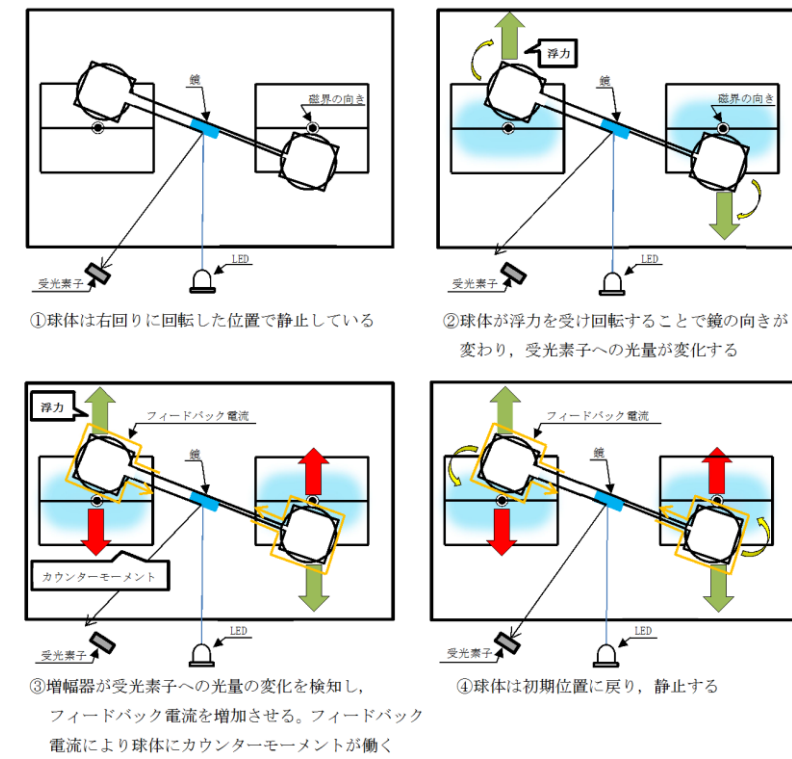 鏡
磁界の向き
受光素子
LED
①球体は右回りに回転した位置で静止している
浮力
鏡
磁界の向き
受光素子
LED
②球体が浮力を受け回転することで鏡の向きが
変わり，受光素子への光量が変化する
浮力
フィードバック電流
鏡
カウンターモーメント
受光素子
LED
③増幅器が受光素子への光量の変化を検知し，
フィードバック電流を増加させる。フィードバック
電流により球体にカウンターモーメントが働く
フィードバック電流
鏡
受光素子
LED
④球体は初期位置に戻り，静止する